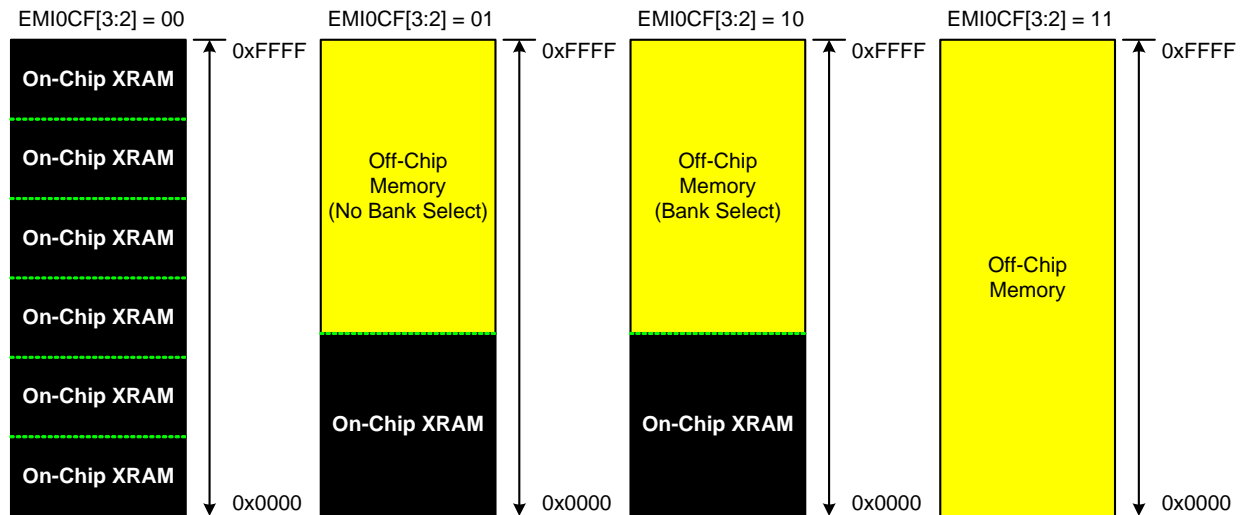 EMI0CF[3:2] = 00
On-Chip XRAM
On-Chip XRAM
On-Chip XRAM
On-Chip XRAM
On-Chip XRAM
On-Chip XRAM
0xFFFF
0x0000
EMI0CF[3:2] = 01
Off-Chip
Memory
(No Bank Select)
On-Chip XRAM
0xFFFF
0x0000
EMI0CF[3:2] = 10
Off-Chip
Memory
(Bank Select)
On-Chip XRAM
0xFFFF
0x0000
EMI0CF[3:2] = 11
Off-Chip
Memory
0xFFFF
0x0000